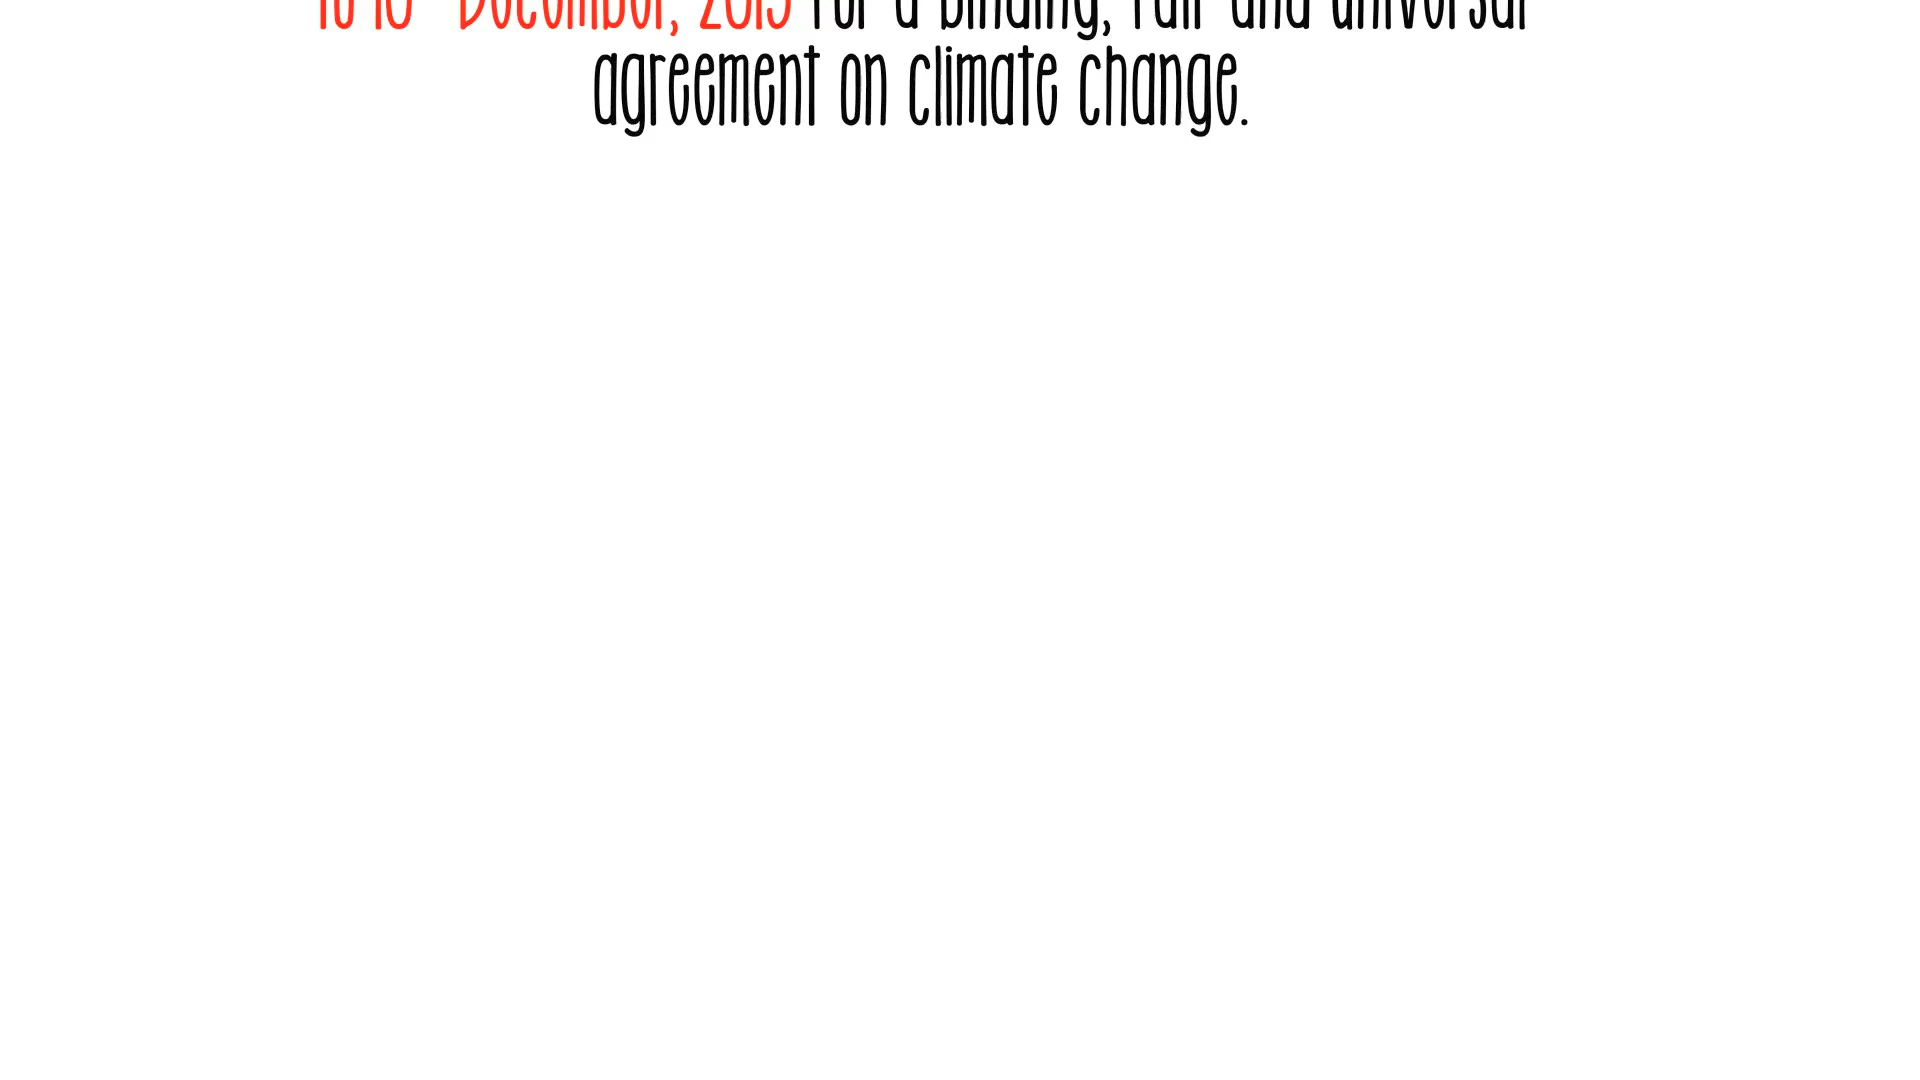 December, 2015 for a binding, fair and universal
agreement on climate change.